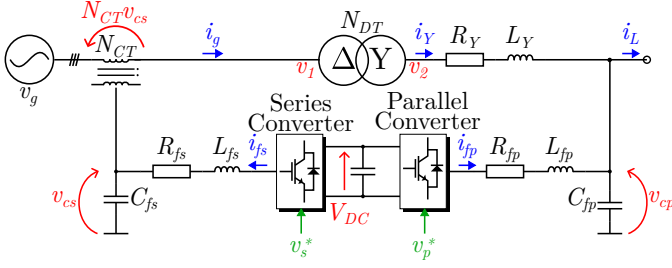 N_CT v_cs
N_CT
v_g
i_g
N_DT
v_1
Δ Y
v_2
i_Y
R_Y
L_Y
i_L
Series
Converter
Parallel
Converter
R_fs
L_fs
i_fs
i_fp
R_fp
L_fp
v_cs
C_fs
V_DC
C_fp
v_cp
v_s*
v_p*